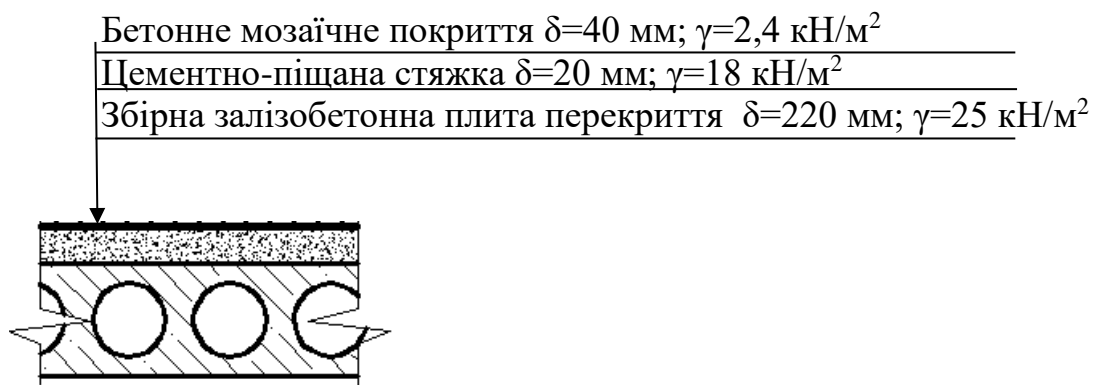 Бетонне мозаїчне покриття δ=40 мм; γ=2,4 кН/м²
Цементно-піщана стяжка δ=20 мм; γ=18 кН/м²
Збірна залізобетонна плита перекриття δ=220 мм; γ=25 кН/м²